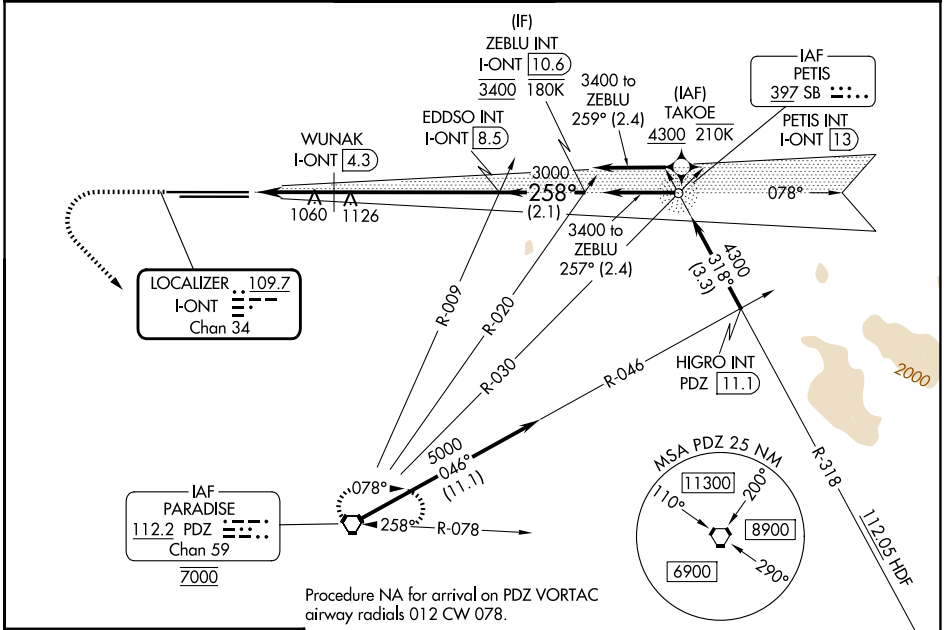 (IF)
ZEBLU INT
I-ONT 10.6
3400 180K
3400 to
ZEBLU
259° (2.4)
(IAF)
TAKOE
4300 210K
IAF
PETIS
397 SB
PETIS INT
I-ONT 13
EDDSO INT
I-ONT 8.5
WUNAK
I-ONT 4.3
3000
258°
(2.1)
078°
1060
1126
3400 to
ZEBLU
257° (2.4)
4300
318°
(3.3)
LOCALIZER 109.7
I-ONT
Chan 34
R-009
R-020
R-030
R-046
HIGRO INT
PDZ 11.1
2000
R-318
112.05 HDF
5000
046°
(11.1)
078°
258°
R-078
IAF
PARADISE
112.2 PDZ
Chan 59
7000
MSA PDZ 25 NM
11300
110°
200°
8900
6900
290°
Procedure NA for arrival on PDZ VORTAC
airway radials 012 CW 078.